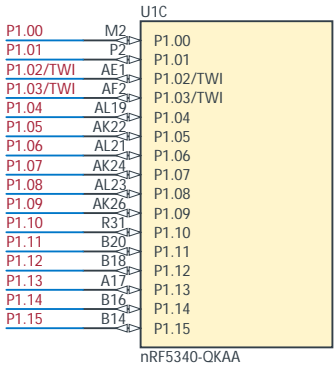 U1C
P1.00 M2 P1.00
P1.01 P2 P1.01
P1.02/TWI AE1 P1.02/TWI
P1.03/TWI AF2 P1.03/TWI
P1.04 AL19 P1.04
P1.05 AK22 P1.05
P1.06 AL21 P1.06
P1.07 AK24 P1.07
P1.08 AL23 P1.08
P1.09 AK26 P1.09
P1.10 R31 P1.10
P1.11 B20 P1.11
P1.12 B18 P1.12
P1.13 A17 P1.13
P1.14 B16 P1.14
P1.15 B14 P1.15
nRF5340-QKAA